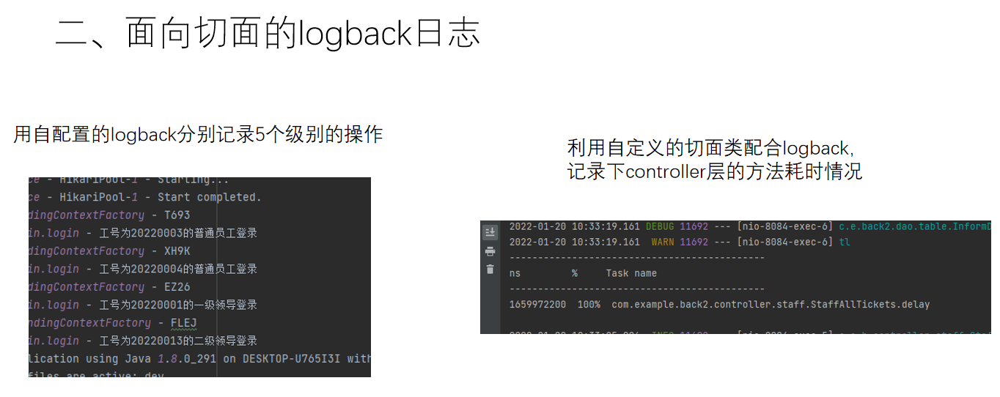 二、面向切面的logback日志
用自配置的logback分别记录5个级别的操作
ce - HikariPool-1 - Starting...
ce - HikariPool-1 - Start completed.
dingContextFactory - T693
in.login - 工号为20220003的普通员工登录
dingContextFactory - XH9K
in.login - 工号为20220004的普通员工登录
dingContextFactory - EZ26
in.login - 工号为20220001的一级领导登录
ndingContextFactory - FLEJ
in.login - 工号为20220013的二级领导登录
lication using Java 1.8.0_291 on DESKTOP-U765I3I with
files are active: dev
利用自定义的切面类配合logback,
记录下controller层的方法耗时情况
2022-01-20 10:33:19.161 DEBUG 11692 --- [nio-8084-exec-6] c.e.back2.dao.table.InformD
2022-01-20 10:33:19.161 WARN 11692 --- [nio-8084-exec-6] tl
---------------------------------------------
ns % Task name
---------------------------------------------
1659972200 100% com.example.back2.controller.staff.StaffAllTickets.delay